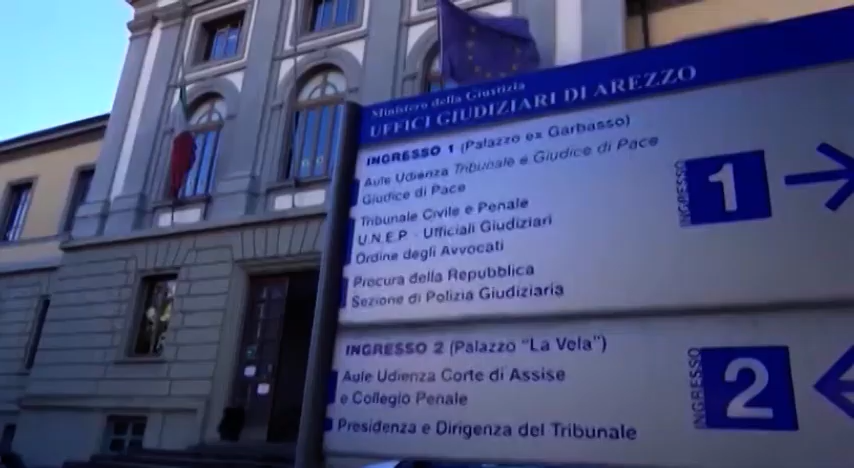 Ministero della Giustizia
UFFICI GIUDIZIARI DI AREZZO
INGRESSO 1 (Palazzo ex Garbasso)
Aule Udienza Tribunale e Giudice di Pace
Giudice di Pace
Tribunale Civile e Penale
U.N.E.P. - Ufficiali Giudiziari
Ordine degli Avvocati
Procura della Repubblica
Sezione di Polizia Giudiziaria
INGRESSO
1
INGRESSO 2 (Palazzo "La Vela")
Aule Udienza Corte di Assise
e Collegio Penale
Presidenza e Dirigenza del Tribunale
INGRESSO
2